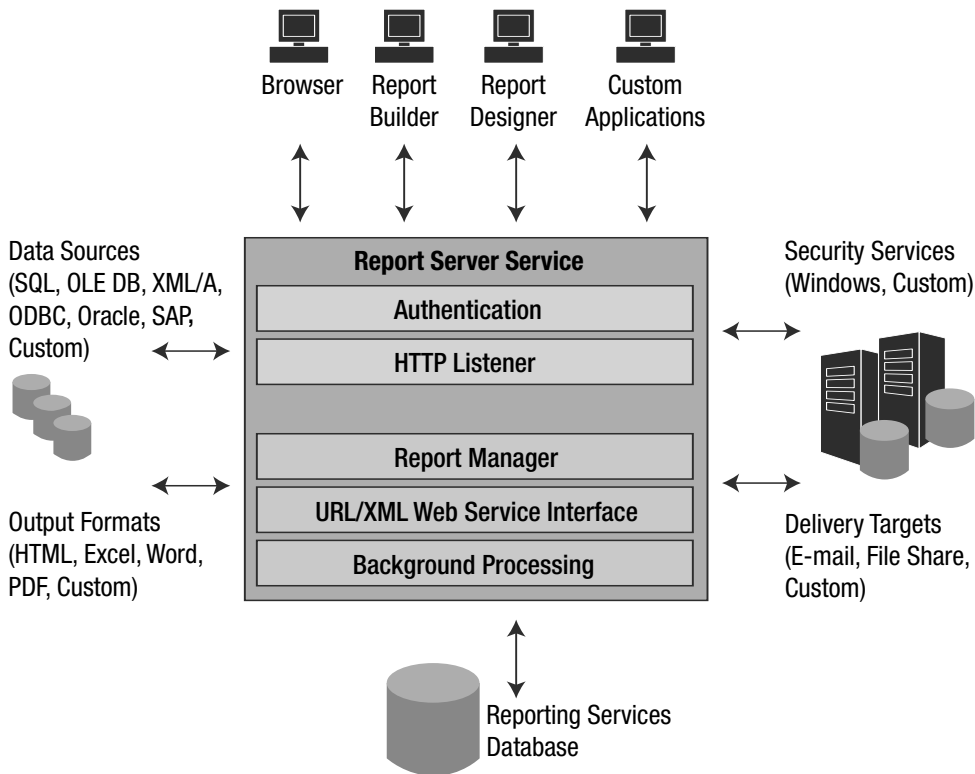 Browser
Report
Builder
Report
Designer
Custom
Applications
Data Sources
(SQL, OLE DB, XML/A,
ODBC, Oracle, SAP,
Custom)
Output Formats
(HTML, Excel, Word,
PDF, Custom)
Report Server Service
Authentication
HTTP Listener
Report Manager
URL/XML Web Service Interface
Background Processing
Security Services
(Windows, Custom)
Delivery Targets
(E-mail, File Share,
Custom)
Reporting Services
Database